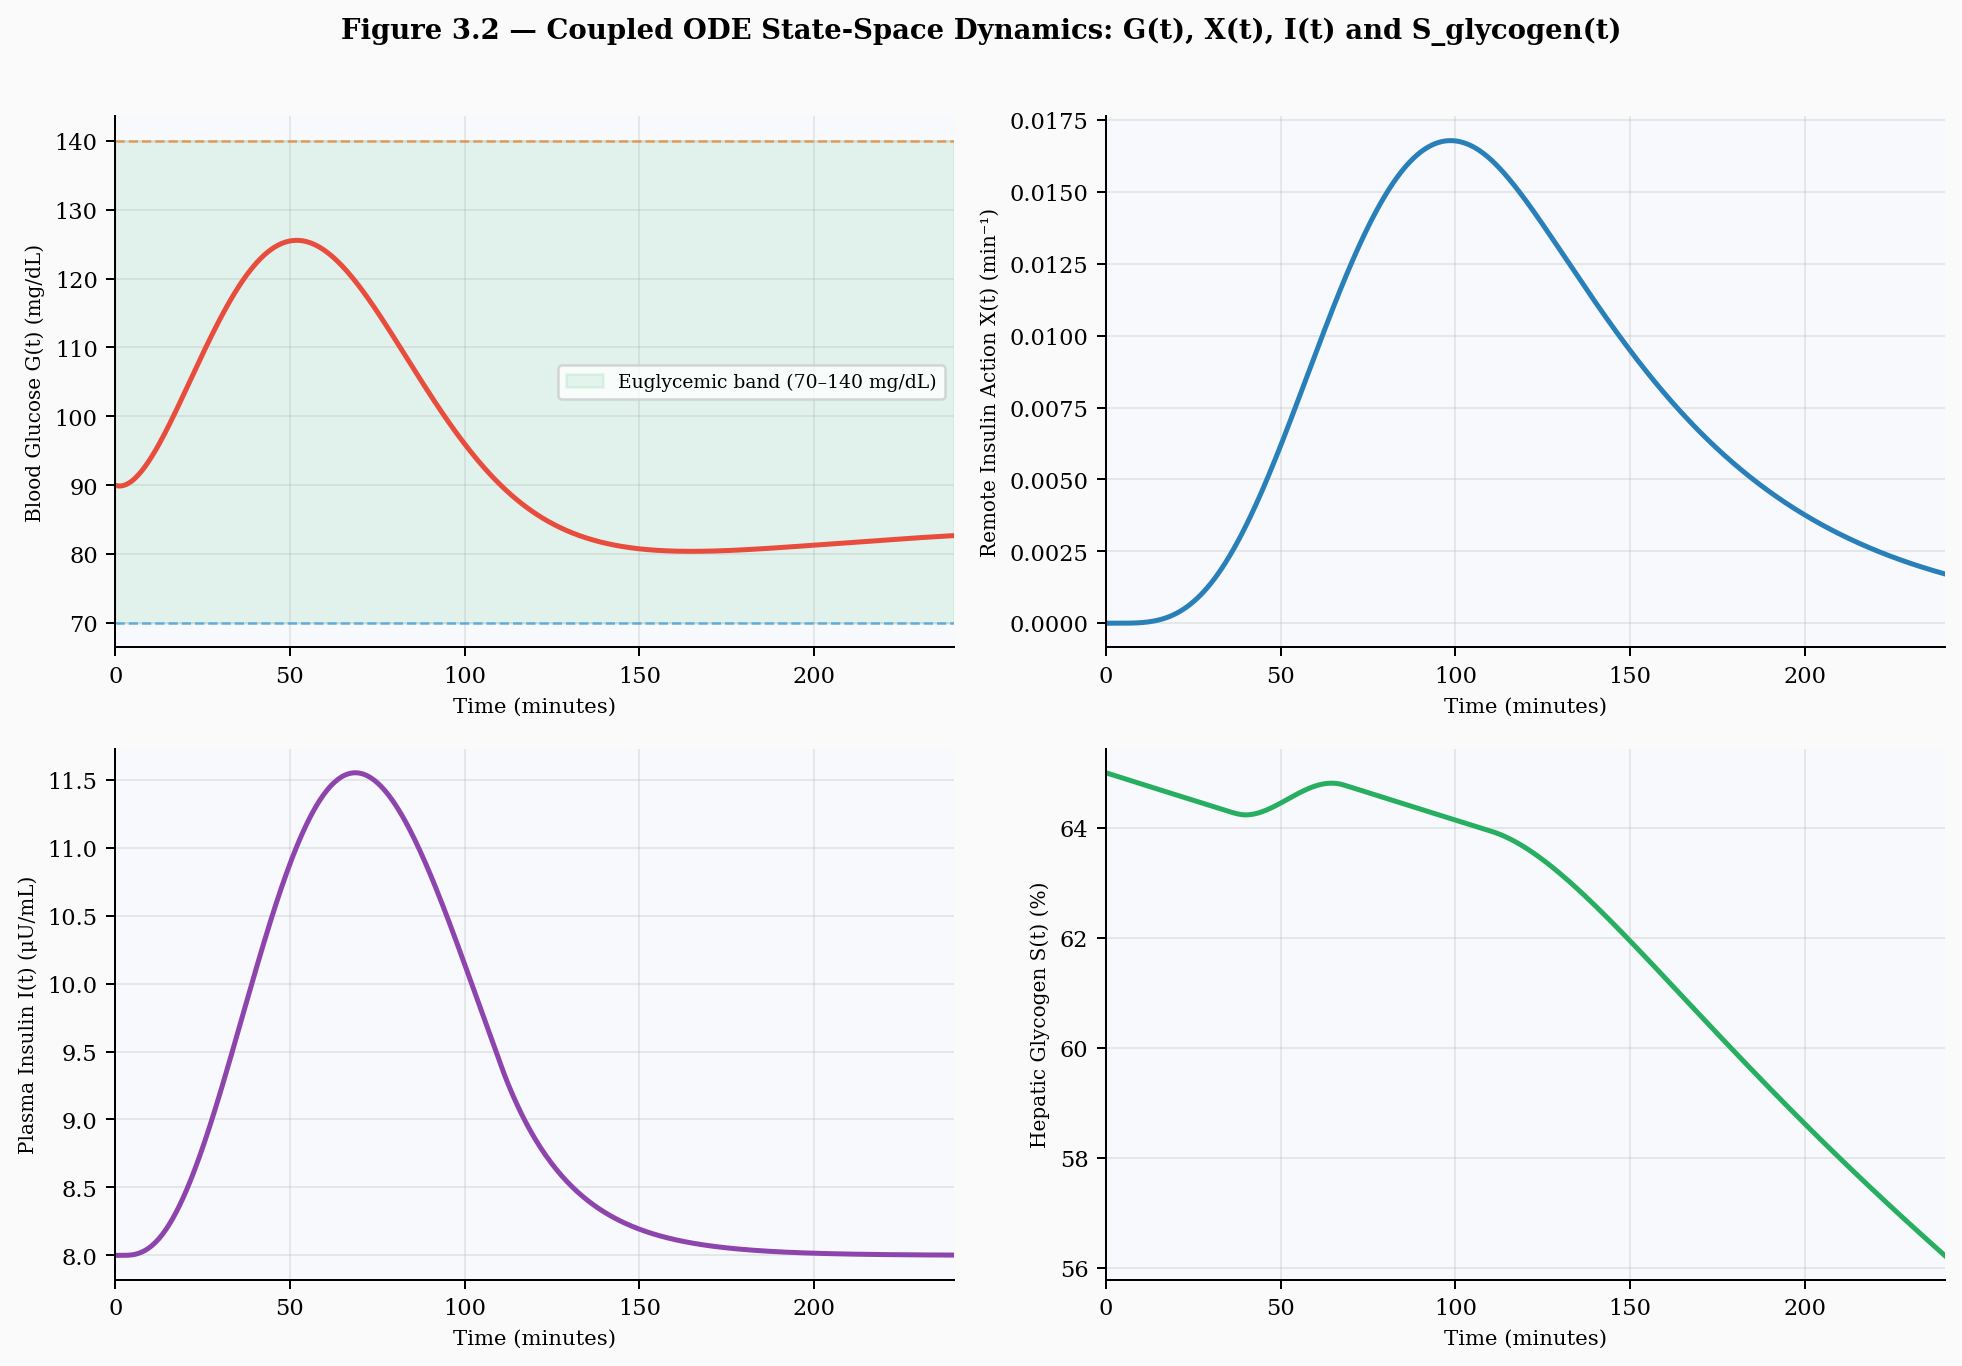 Figure 3.2 — Coupled ODE State-Space Dynamics: G(t), X(t), I(t) and S_glycogen(t)
Blood Glucose G(t) (mg/dL)
140
130
120
110
100
90
80
70
Euglycemic band (70–140 mg/dL)
0 50 100 150 200
Time (minutes)
Remote Insulin Action X(t) (min⁻¹)
0.0175
0.0150
0.0125
0.0100
0.0075
0.0050
0.0025
0.0000
0 50 100 150 200
Time (minutes)
Plasma Insulin I(t) (μU/mL)
11.5
11.0
10.5
10.0
9.5
9.0
8.5
8.0
0 50 100 150 200
Time (minutes)
Hepatic Glycogen S(t) (%)
64
62
60
58
56
0 50 100 150 200
Time (minutes)